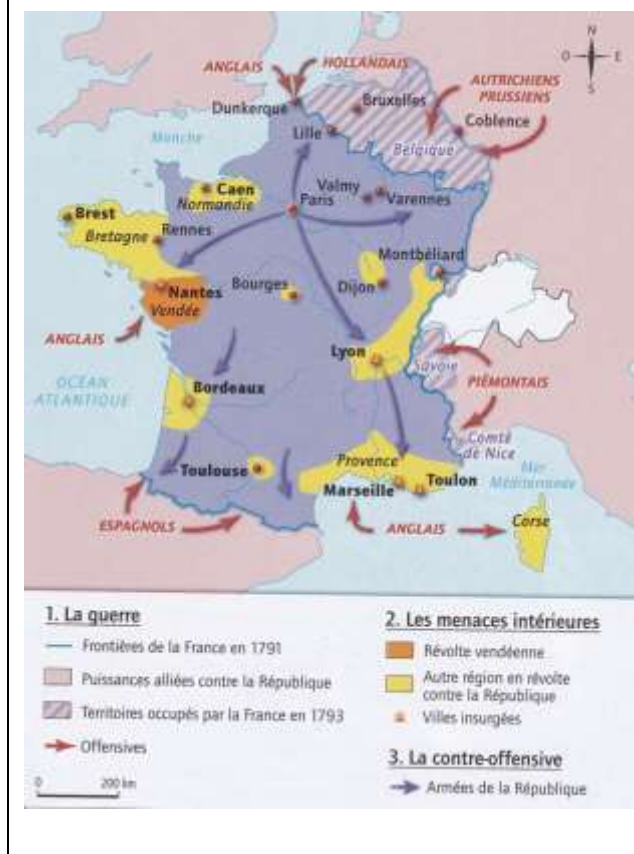 N
O
E
S
ANGLAIS
HOLLANDAIS
AUTRICHIENS
PRUSSIENS
Dunkerque
Bruxelles
Coblence
Lille
Belgique
Manche
Caen
Normandie
Valmy
Varennes
Paris
Brest
Bretagne
Rennes
Montbéliard
Nantes
Vendée
Bourges
Dijon
ANGLAIS
Lyon
Savoie
OCÉAN
ATLANTIQUE
PIÉMONTAIS
Bordeaux
Comté
de Nice
Provence
Toulouse
Mer
Méditerranée
Marseille
Toulon
ESPAGNOLS
ANGLAIS
Corse
1. La guerre
Frontières de la France en 1791
Puissances alliées contre la République
Territoires occupés par la France en 1793
Offensives
0 200 km
2. Les menaces intérieures
Révolte vendéenne
Autre région en révolte
contre la République
Villes insurgées
3. La contre-offensive
Armées de la République